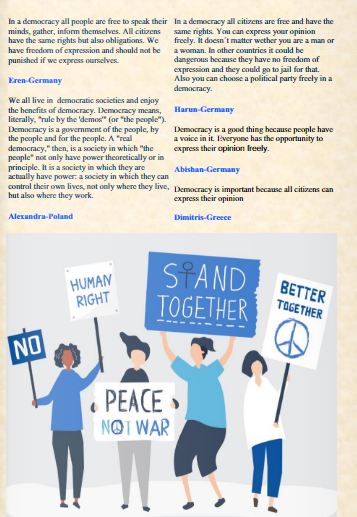 In a democracy all people are free to speak their
minds, gather, inform themselves. All citizens
have the same rights but also obligations. We
have freedom of expression and should not be
punished if we express ourselves.
Eren-Germany
We all live in democratic societies and enjoy
the benefits of democracy. Democracy means,
literally, "rule by the 'demos'" (or "the people").
Democracy is a government of the people, by
the people and for the people. A "real
democracy," then, is a society in which "the
people" not only have power theoretically or in
principle. It is a society in which they are
actually have power: a society in which they can
control their own lives, not only where they live,
but also where they work.
Alexandra-Poland
In a democracy all citizens are free and have the
same rights. You can express your opinion
freely. It doesn`t matter wether you are a man or
a woman. In other countries it could be
dangerous because they have no freedom of
expression and they could go to jail for that.
Also you can choose a political party freely in a
democracy.
Harun-Germany
Democracy is a good thing because people have
a voice in it. Everyone has the opportunity to
express their opinion freely.
Abishan-Germany
Democracy is important because all citizens can
express their opinion
Dimitris-Greece
NO
HUMAN
RIGHT
STAND
TOGETHER
BETTER
TOGETHER
PEACE
NOT WAR